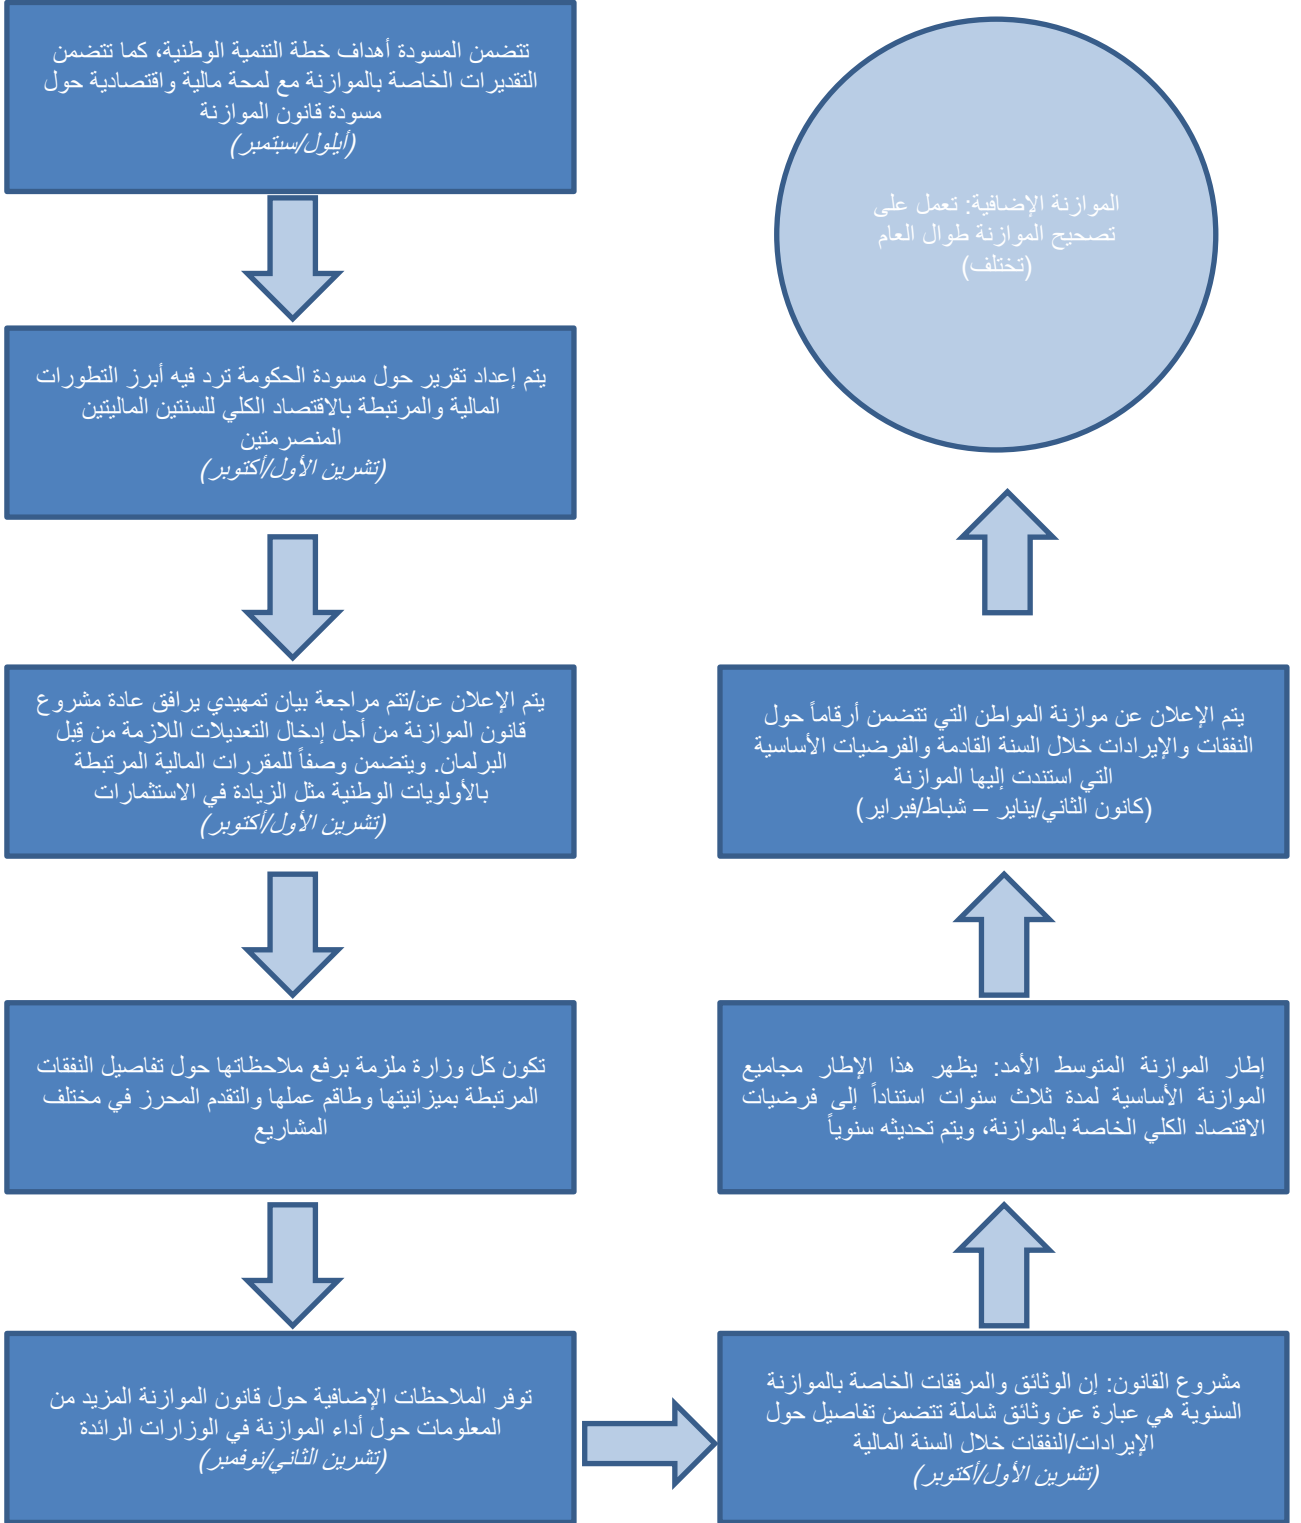 تتضمن المسودة أهداف خطة التنمية الوطنية، كما تتضمن
التقديرات الخاصة بالموازنة مع لمحة مالية واقتصادية حول
مسودة قانون الموازنة
(أيلول/سبتمبر)
يتم إعداد تقرير حول مسودة الحكومة ترد فيه أبرز التطورات
المالية والمرتبطة بالاقتصاد الكلي للسنتين الماليتين
المنصرمتين
(تشرين الأول/أكتوبر)
يتم الإعلان عن/تتم مراجعة بيان تمهيدي يرافق عادة مشروع
قانون الموازنة من أجل إدخال التعديلات اللازمة من قِبل
البرلمان. ويتضمن وصفاً للمقررات المالية المرتبطة
بالأولويات الوطنية مثل الزيادة في الاستثمارات
(تشرين الأول/أكتوبر)
تكون كل وزارة ملزمة برفع ملاحظاتها حول تفاصيل النفقات
المرتبطة بميزانيتها وطاقم عملها والتقدم المحرز في مختلف
المشاريع
توفر الملاحظات الإضافية حول قانون الموازنة المزيد من
المعلومات حول أداء الموازنة في الوزارات الرائدة
(تشرين الثاني/نوفمبر)
مشروع القانون: إن الوثائق والمرفقات الخاصة بالموازنة
السنوية هي عبارة عن وثائق شاملة تتضمن تفاصيل حول
الإيرادات/النفقات خلال السنة المالية
(تشرين الأول/أكتوبر)
إطار الموازنة المتوسط الأمد: يظهر هذا الإطار مجاميع
الموازنة الأساسية لمدة ثلاث سنوات استناداً إلى فرضيات
الاقتصاد الكلي الخاصة بالموازنة، ويتم تحديثه سنوياً
يتم الإعلان عن موازنة المواطن التي تتضمن أرقاماً حول
النفقات والإيرادات خلال السنة القادمة والفرضيات الأساسية
التي استندت إليها الموازنة
(كانون الثاني/يناير – شباط/فبراير)
الموازنة الإضافية: تعمل على
تصحيح الموازنة طوال العام
(تختلف)